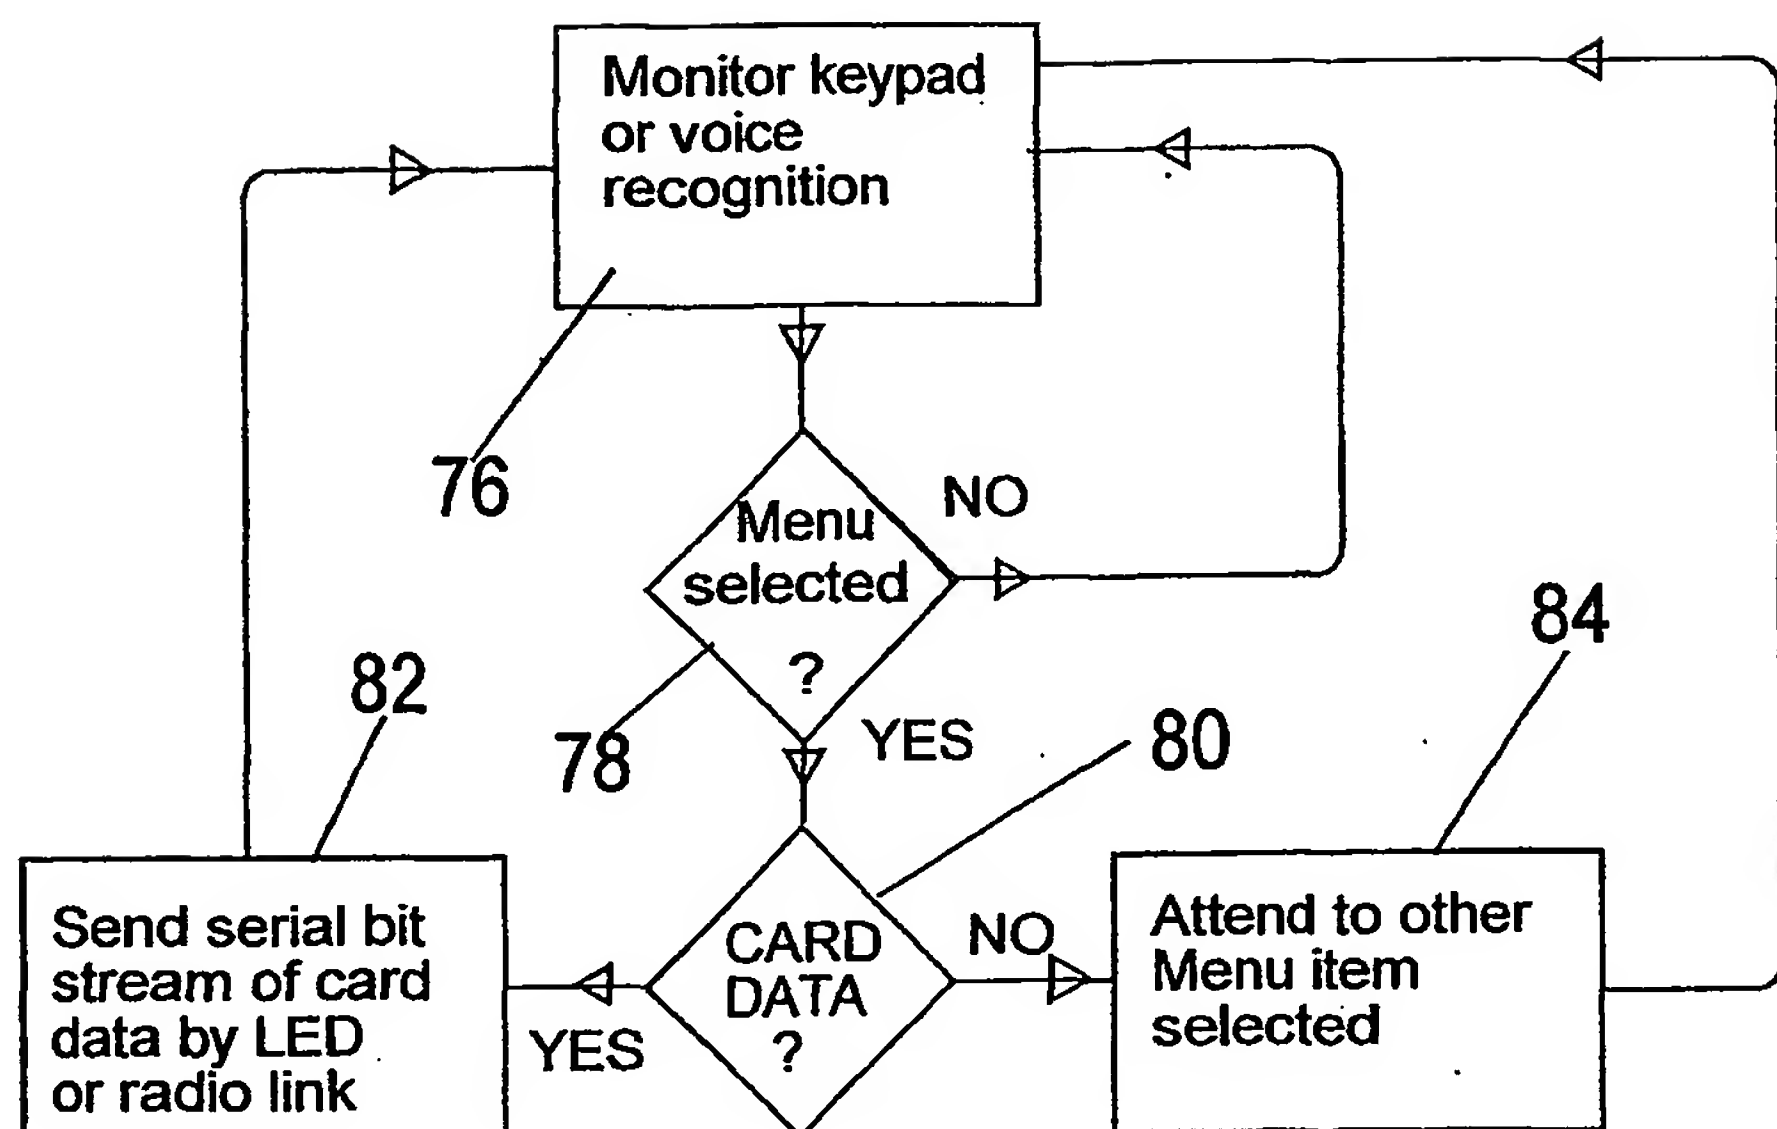 Monitor keypad
or voice
recognition
76
Menu
selected
?
NO
78
YES
82
80
84
Send serial bit
stream of card
data by LED
or radio link
YES
CARD
DATA
?
NO
Attend to other
Menu item
selected